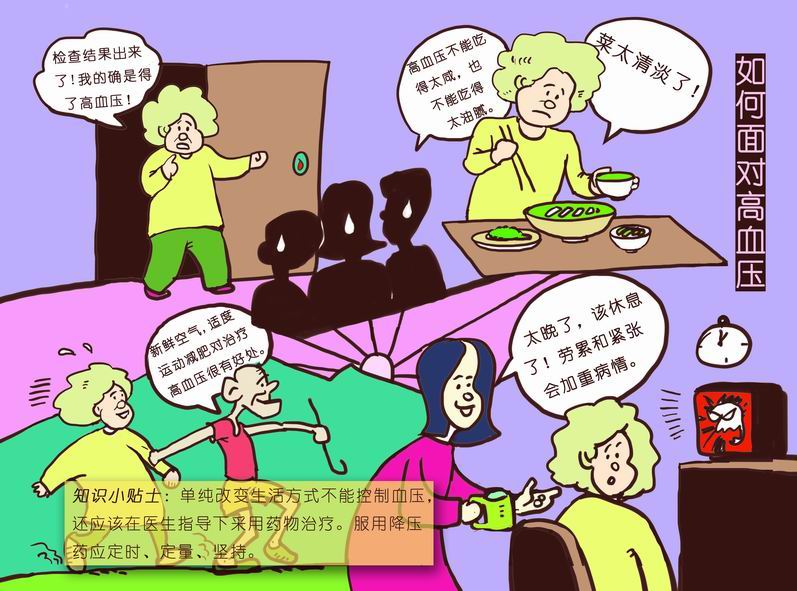 如何面对高血压
检查结果出来
了！我的确是得
了高血压！
高血压不能吃
得太咸，也
不能吃得
太油腻。
菜太清淡了！
新鲜空气，适度
运动减肥对治疗
高血压很有好处。
太晚了，该休息
了！劳累和紧张
会加重病情。
知识小贴士：单纯改变生活方式不能控制血压，
还应该在医生指导下来用药物治疗。服用降压
药应定时、定量、坚持。